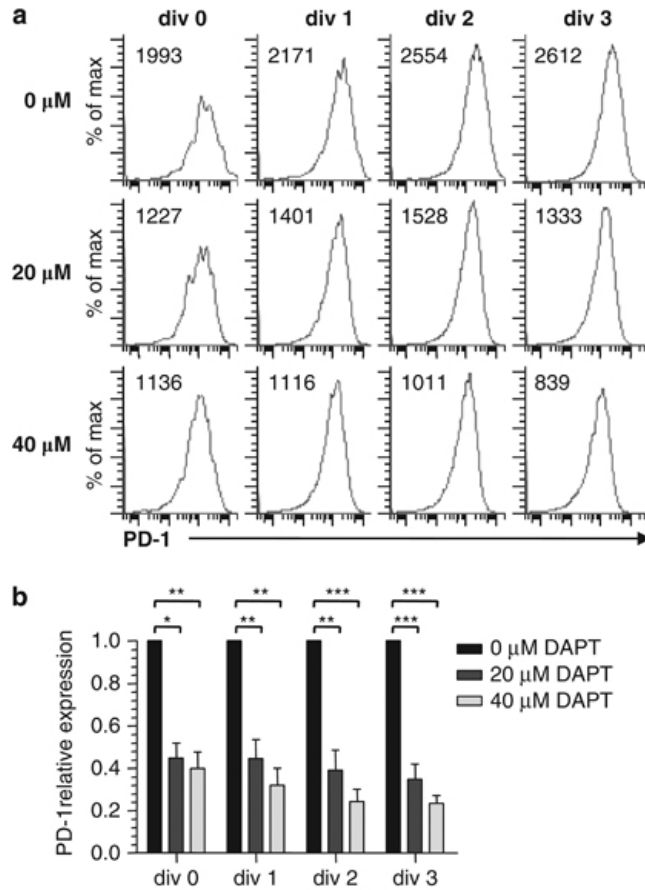 a
div 0 div 1 div 2 div 3
0 µM
% of max
1993 2171 2554 2612
20 µM
% of max
1227 1401 1528 1333
40 µM
% of max
1136 1116 1011 839
PD-1
b
** ** *** ***
* ** ** ***
PD-1relative expression
1.0
0.8
0.6
0.4
0.2
0.0
div 0 div 1 div 2 div 3
0 µM DAPT
20 µM DAPT
40 µM DAPT